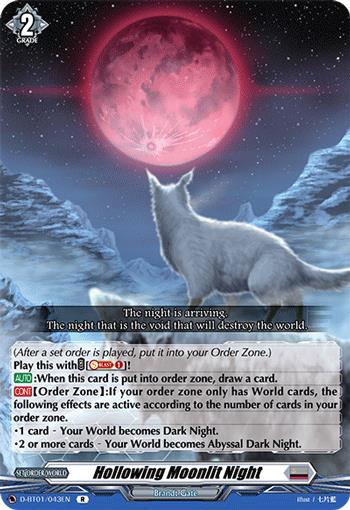 2
GRADE
The night is arriving.
The night that is the void that will destroy the world.
(After a set order is played, put it into your Order Zone.)
Play this with [BLAST 1]!
AUTO:When this card is put into order zone, draw a card.
CONT【Order Zone】:If your order zone only has World cards, the
following effects are active according to the number of cards in your
order zone.
•1 card - Your World becomes Dark Night.
•2 or more cards - Your World becomes Abyssal Dark Night.
SET ORDER/WORLD
Hollowing Moonlit Night
D-BT01/043EN R
Brandt Gate
illust / 七片藍